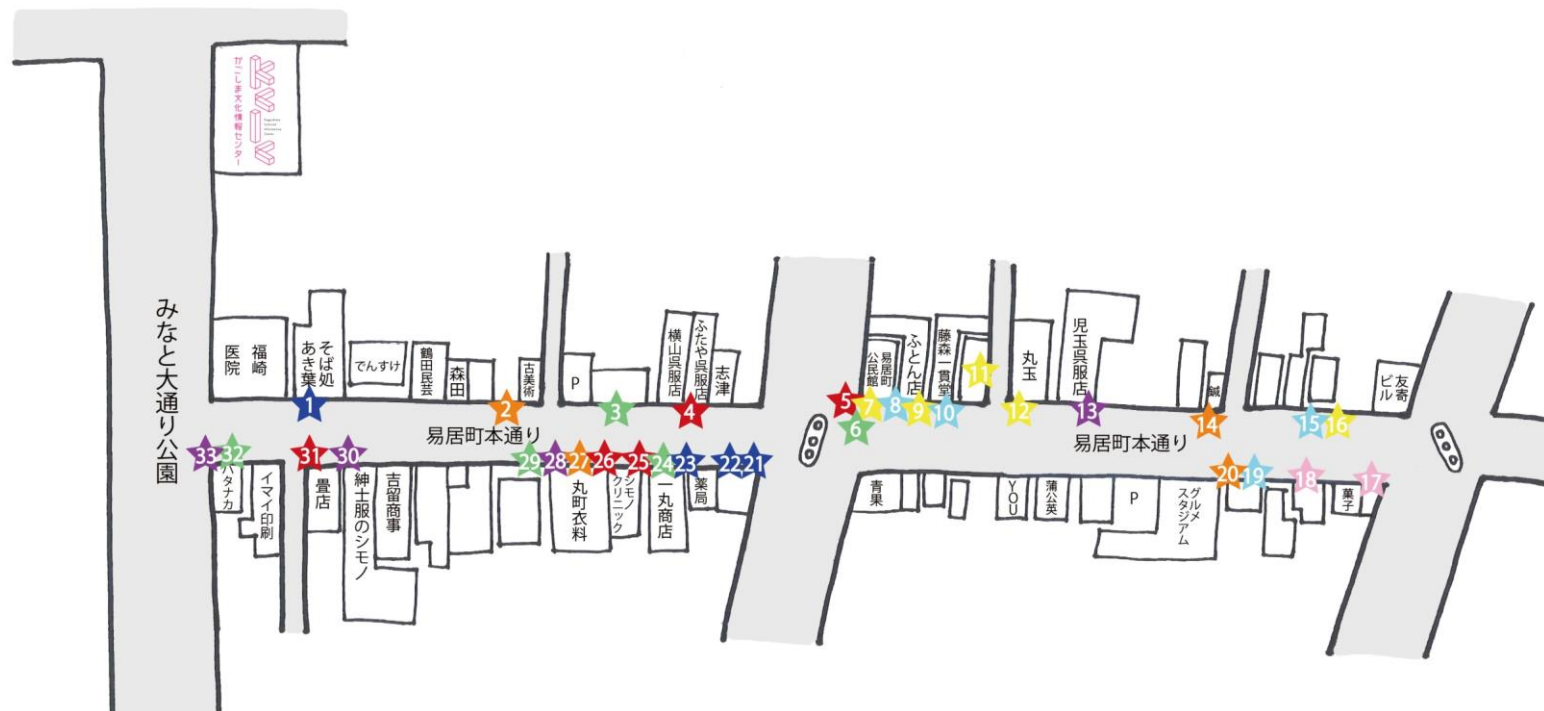 かごしま文化情報センター
Kagoshima
Cultural
Information
Center
みなと大通り公園
福崎
医院
そば処
あき葉
でんすけ
鶴田民芸
森田
古美術
P
横山呉服店
ふたや呉服店
志津
易居町
公民館
ふとん店
藤森一貫堂
丸玉
児玉呉服店
鍼
友寄
ビル
1
2
3
4
5
6
7
8
9
10
11
12
13
14
15
16
易居町本通り
易居町本通り
33
32
31
30
29
28
27
26
25
24
23
22
21
20
19
18
17
ハタナカ
イマイ印刷
畳店
紳士服のシモノ
吉留商事
丸町衣料
シモノ
クリニック
一丸商店
薬局
青果
YOU
蒲公英
P
グルメ
スタジアム
菓子